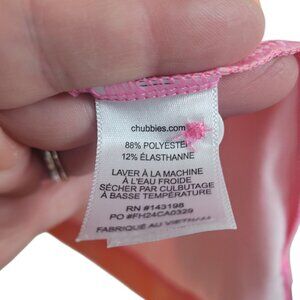 chubbies.com
88% POLYESTER
12% ÉLASTHANNE
LAVER À LA MACHINE
À L'EAU FROIDE
SÉCHER PAR CULBUTAGE
À BASSE TEMPÉRATURE
RN #143198
PO #FH24CA0329
FABRIQUÉ AU VIETNAM